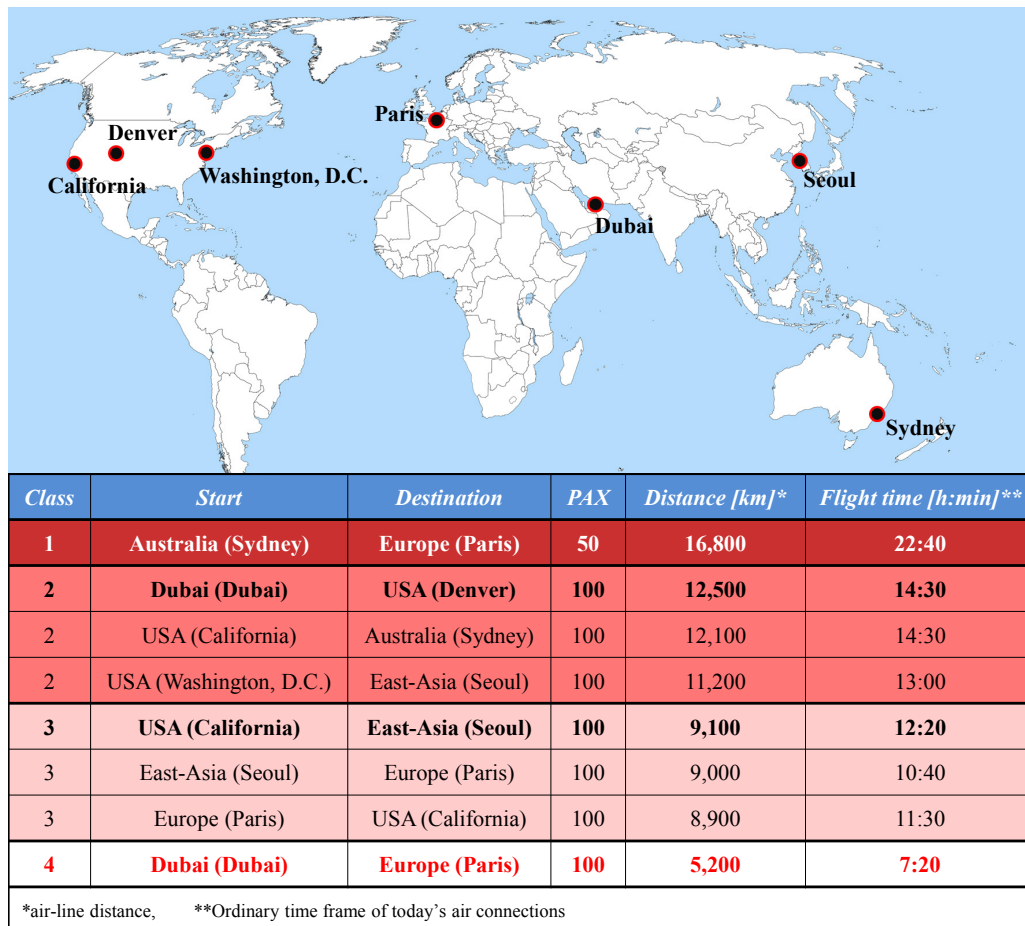 Paris
Denver
Washington, D.C.
California
Seoul
Dubai
Sydney
Class Start Destination PAX Distance [km]* Flight time [h:min]**
1 Australia (Sydney) Europe (Paris) 50 16,800 22:40
2 Dubai (Dubai) USA (Denver) 100 12,500 14:30
2 USA (California) Australia (Sydney) 100 12,100 14:30
2 USA (Washington, D.C.) East-Asia (Seoul) 100 11,200 13:00
3 USA (California) East-Asia (Seoul) 100 9,100 12:20
3 East-Asia (Seoul) Europe (Paris) 100 9,000 10:40
3 Europe (Paris) USA (California) 100 8,900 11:30
4 Dubai (Dubai) Europe (Paris) 100 5,200 7:20
*air-line distance, **Ordinary time frame of today's air connections